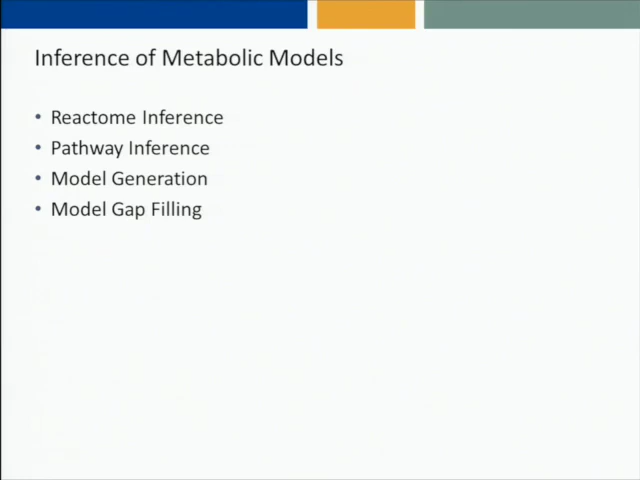 Inference of Metabolic Models
• Reactome Inference
• Pathway Inference
• Model Generation
• Model Gap Filling